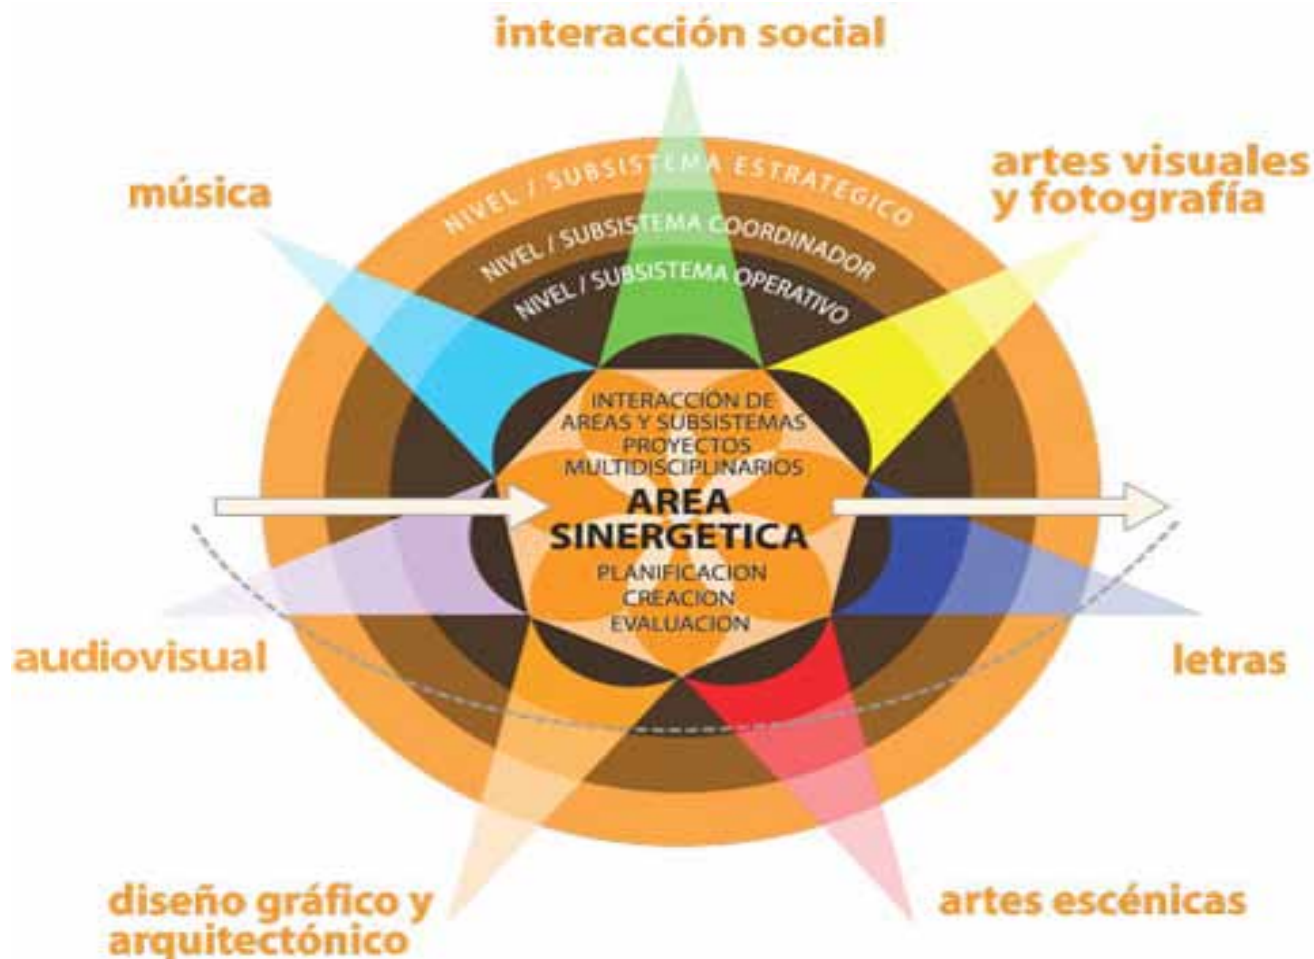 interacción social
música
artes visuales
y fotografía
NIVEL / SUBSISTEMA ESTRATEGICO
NIVEL / SUBSISTEMA COORDINADOR
NIVEL / SUBSISTEMA OPERATIVO
INTERACCIÓN DE
AREAS Y SUBSISTEMAS
PROYECTOS
MULTIDISCIPLINARIOS
AREA
SINERGETICA
PLANIFICACION
CREACION
EVALUACION
audiovisual
letras
diseño gráfico y
arquitectónico
artes escénicas